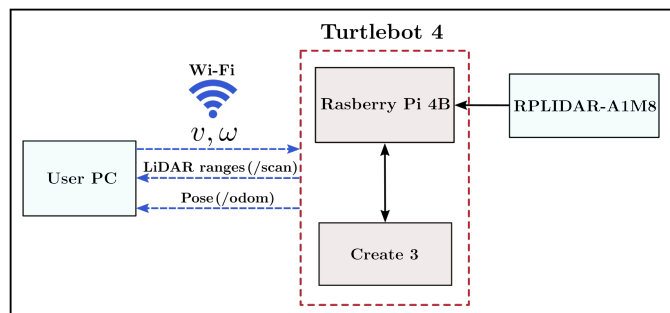 Turtlebot 4
Wi-Fi
Rasberry Pi 4B
RPLIDAR-A1M8
v, ω
User PC
LiDAR ranges(/scan)
Pose(/odom)
Create 3